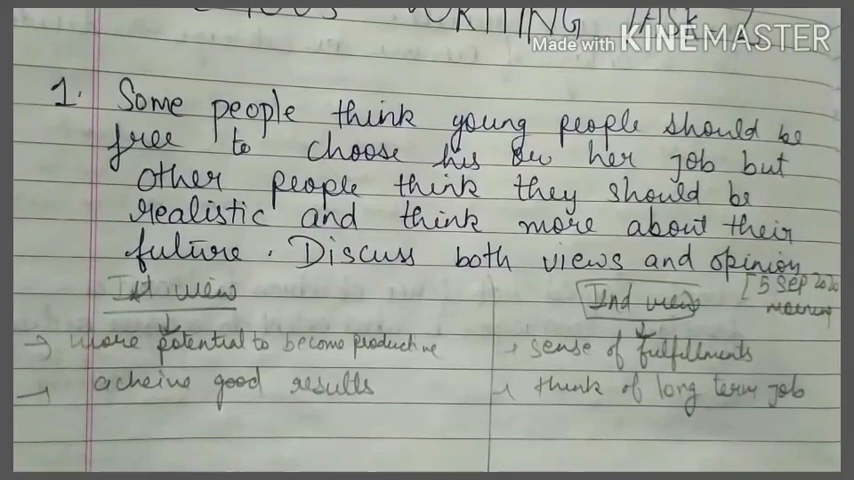 WRITING TASK
Made with KINEMASTER
1. Some people think young people should be
free to choose his her job but
other people think they should be
realistic and think more about their
future. Discuss both views and opinion
[5 Sep 2020
Ist view
IInd view
→ more potential to become productive
→ acheive good results
sense of fulfillments
think of long term job